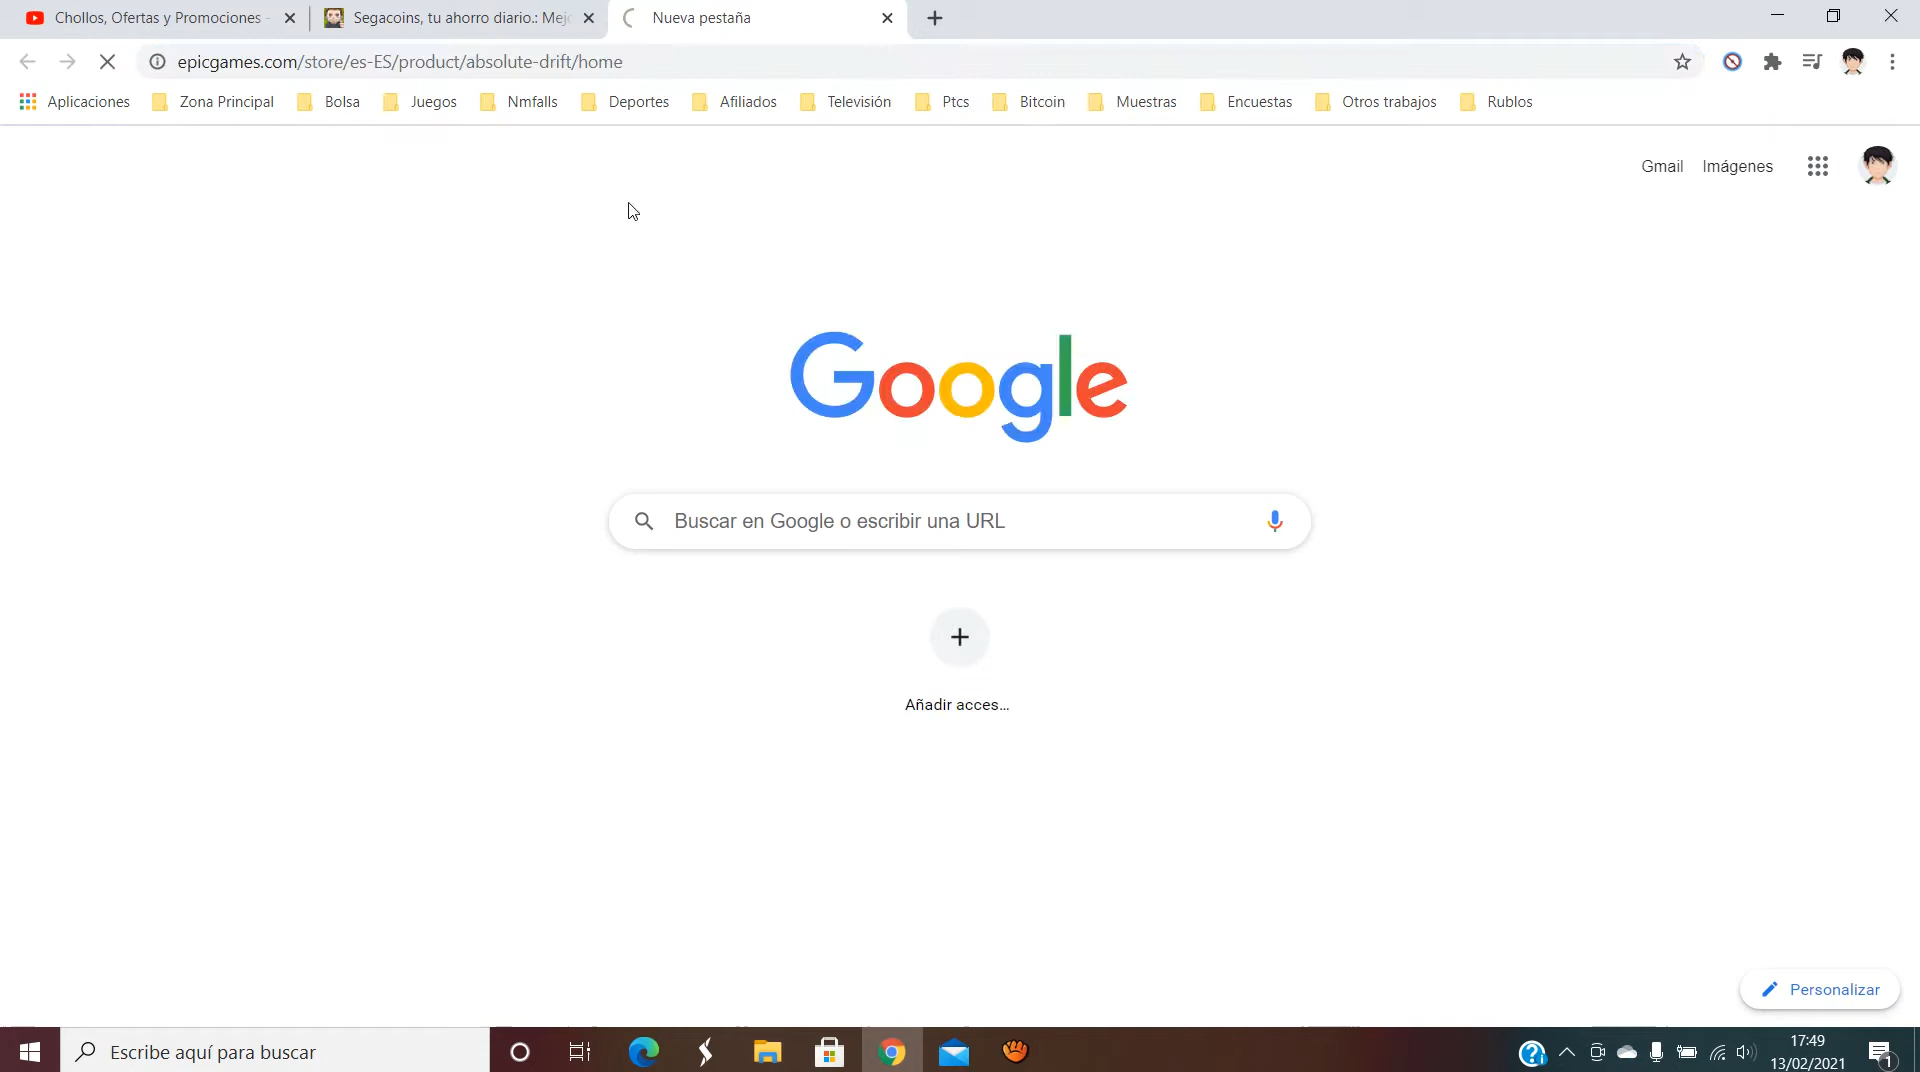 Chollos, Ofertas y Promociones -
Segacoins, tu ahorro diario.: Mejo
Nueva pestaña
epicgames.com/store/es-ES/product/absolute-drift/home
Aplicaciones Zona Principal Bolsa Juegos Nmfalls Deportes Afiliados Televisión Ptcs Bitcoin Muestras Encuestas Otros trabajos Rublos
Gmail Imágenes
Google
Buscar en Google o escribir una URL
Añadir acces...
Personalizar
Escribe aquí para buscar
17:49
13/02/2021
1